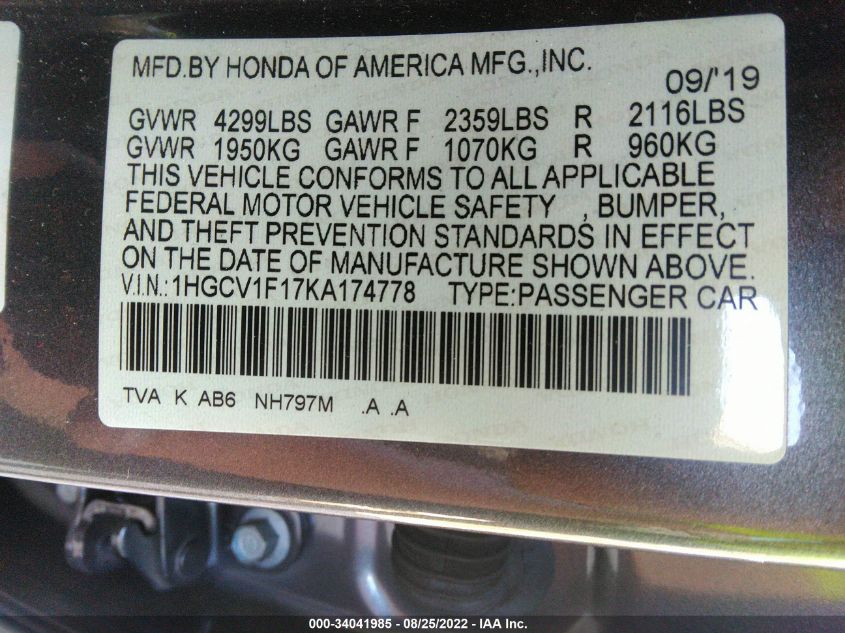 MFD.BY HONDA OF AMERICA MFG.,INC.
09/'19
GVWR 4299LBS GAWR F 2359LBS R 2116LBS
GVWR 1950KG GAWR F 1070KG R 960KG
THIS VEHICLE CONFORMS TO ALL APPLICABLE
FEDERAL MOTOR VEHICLE SAFETY , BUMPER,
AND THEFT PREVENTION STANDARDS IN EFFECT
ON THE DATE OF MANUFACTURE SHOWN ABOVE.
V.I.N.:1HGCV1F17KA174778 TYPE:PASSENGER CAR
TVA K AB6 NH797M .A .A
000-34041985 - 08/25/2022 - IAA Inc.